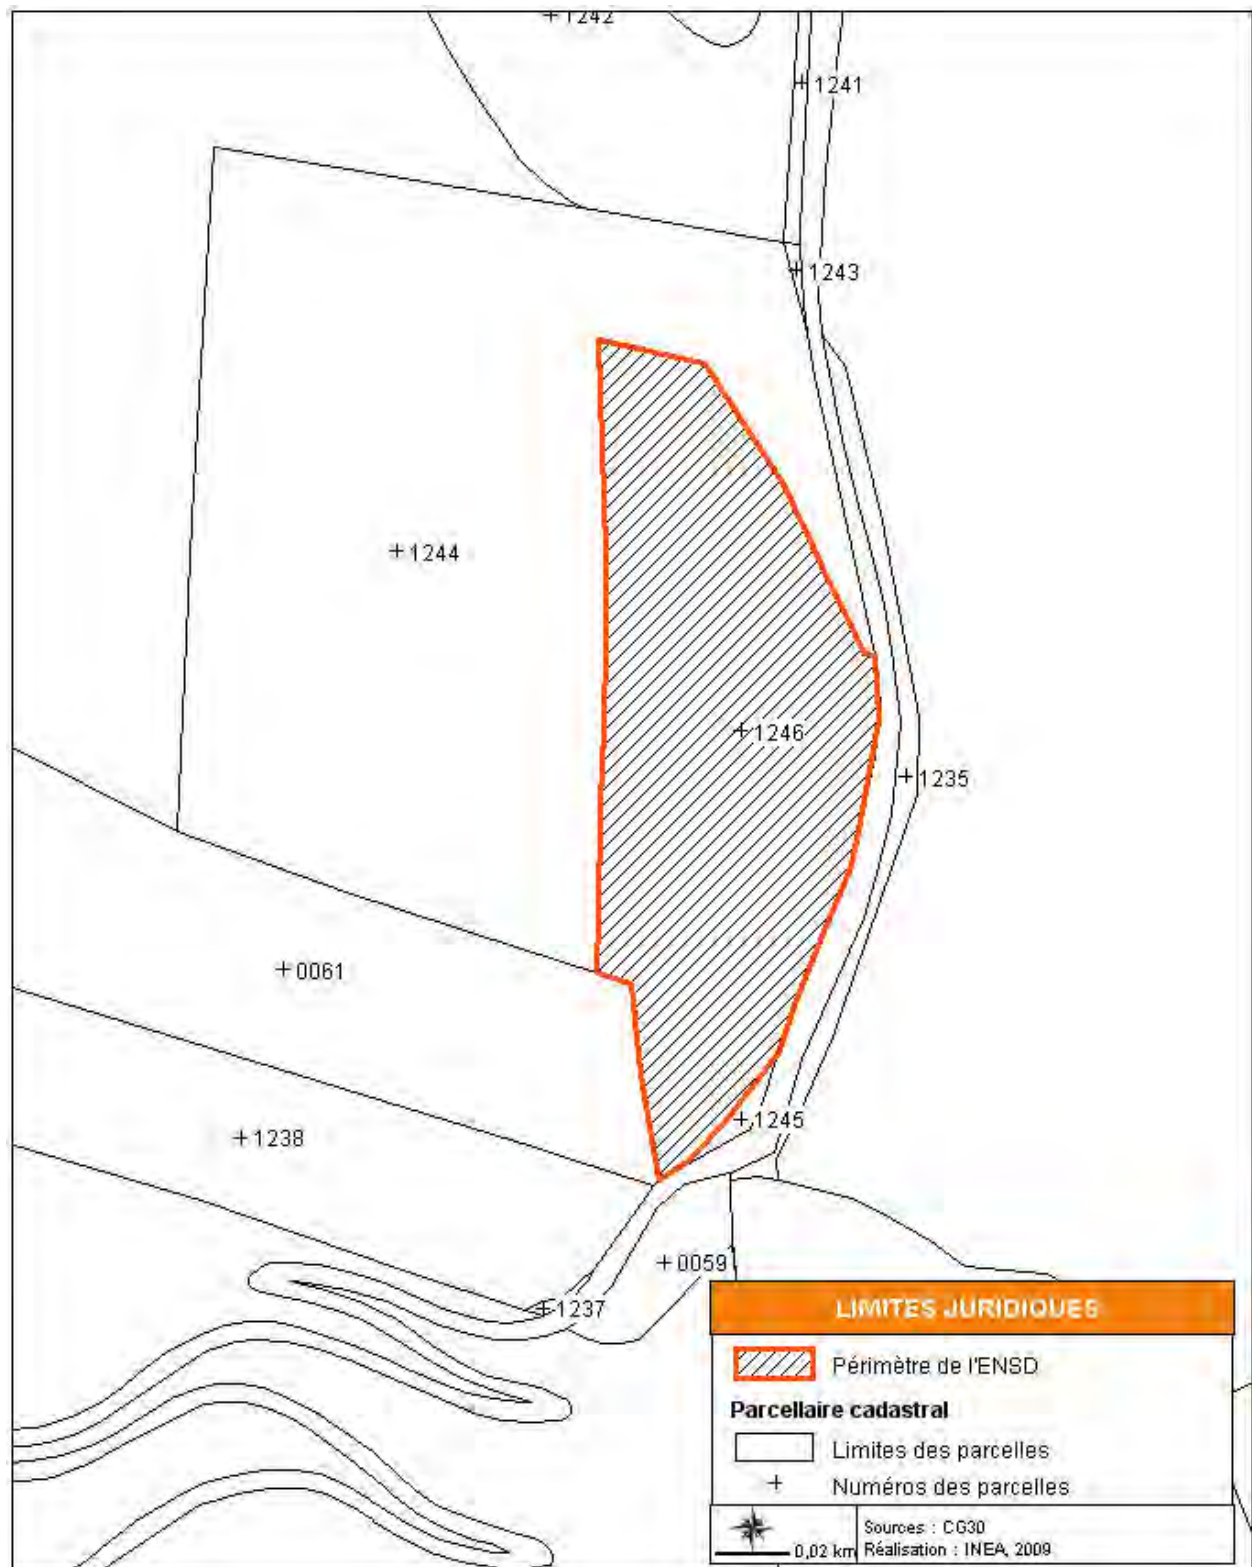 1242
1241
1243
1244
1246
1235
0061
1245
1238
0059
1237
LIMITES JURIDIQUES
Périmètre de l'ENSD
Parcellaire cadastral
Limites des parcelles
Numéros des parcelles
Sources : CG30
0,02 km
Réalisation : INEA, 2009